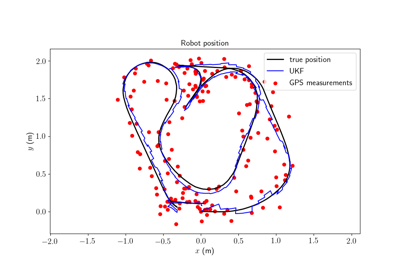 Robot position
true position
UKF
GPS measurements
2.0
1.5
1.0
0.5
0.0
y (m)
−2.0 −1.5 −1.0 −0.5 0.0 0.5 1.0 1.5 2.0
x (m)